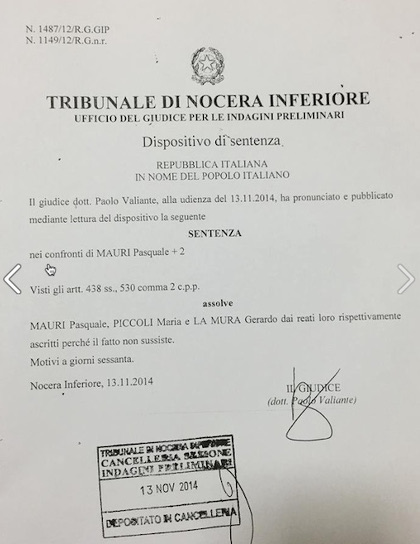 N. 1487/12/R.G.GIP
N. 1149/12/R.G.n.r.
TRIBUNALE DI NOCERA INFERIORE
UFFICIO DEL GIUDICE PER LE INDAGINI PRELIMINARI
Dispositivo di sentenza
REPUBBLICA ITALIANA
IN NOME DEL POPOLO ITALIANO
Il giudice dott. Paolo Valiante, alla udienza del 13.11.2014, ha pronunciato e pubblicato
mediante lettura del dispositivo la seguente
SENTENZA
nei confronti di MAURI Pasquale + 2
Visti gli artt. 438 ss., 530 comma 2 c.p.p.
assolve
MAURI Pasquale, PICCOLI Maria e LA MURA Gerardo dai reati loro rispettivamente
ascritti perché il fatto non sussiste.
Motivi a giorni sessanta.
Nocera Inferiore, 13.11.2014
IL GIUDICE
(dott. Paolo Valiante)
TRIBUNALE DI NOCERA INFERIORE
CANCELLERIA SEZIONE
INDAGINI PRELIMINARI
13 NOV 2014
DEPOSITATO IN CANCELLERIA